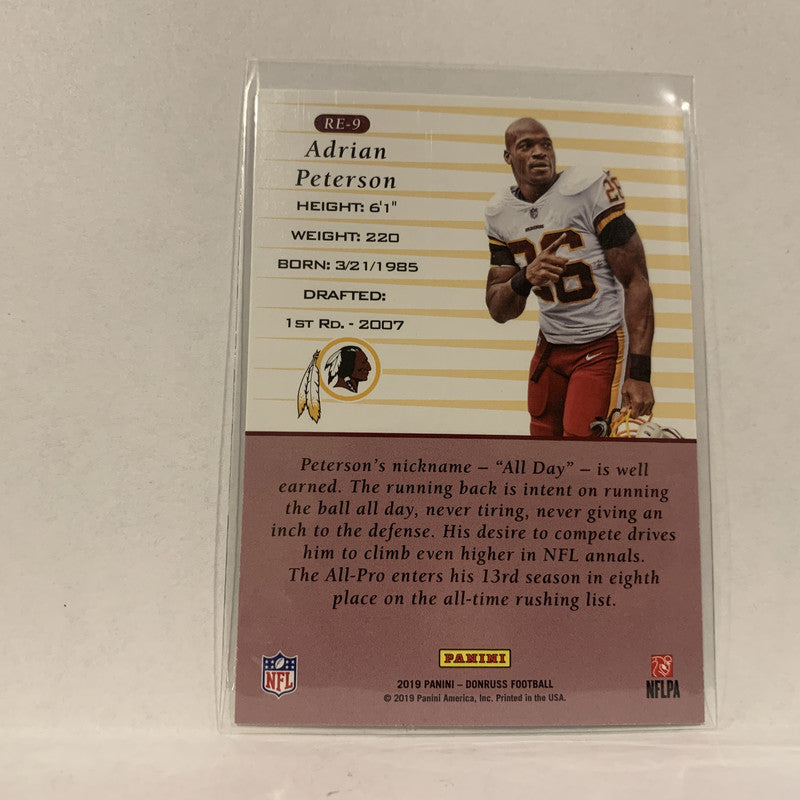 RE-9
Adrian
Peterson
HEIGHT: 6'1"
WEIGHT: 220
BORN: 3/21/1985
DRAFTED:
1ST RD. - 2007
26
REDSKINS
26
Peterson's nickname – “All Day” – is well
earned. The running back is intent on running
the ball all day, never tiring, never giving an
inch to the defense. His desire to compete drives
him to climb even higher in NFL annals.
The All-Pro enters his 13rd season in eighth
place on the all-time rushing list.
NFL
PANINI
2019 PANINI – DONRUSS FOOTBALL
© 2019 Panini America, Inc. Printed in the USA.
NFLPA